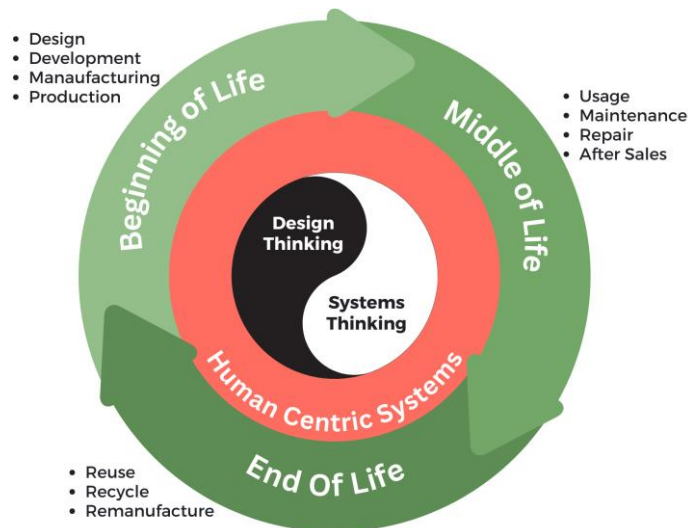 Design
Development
Manaufacturing
Production
Beginning of Life
Middle of Life
Usage
Maintenance
Repair
After Sales
Design
Thinking
Systems
Thinking
Human Centric Systems
End Of Life
Reuse
Recycle
Remanufacture